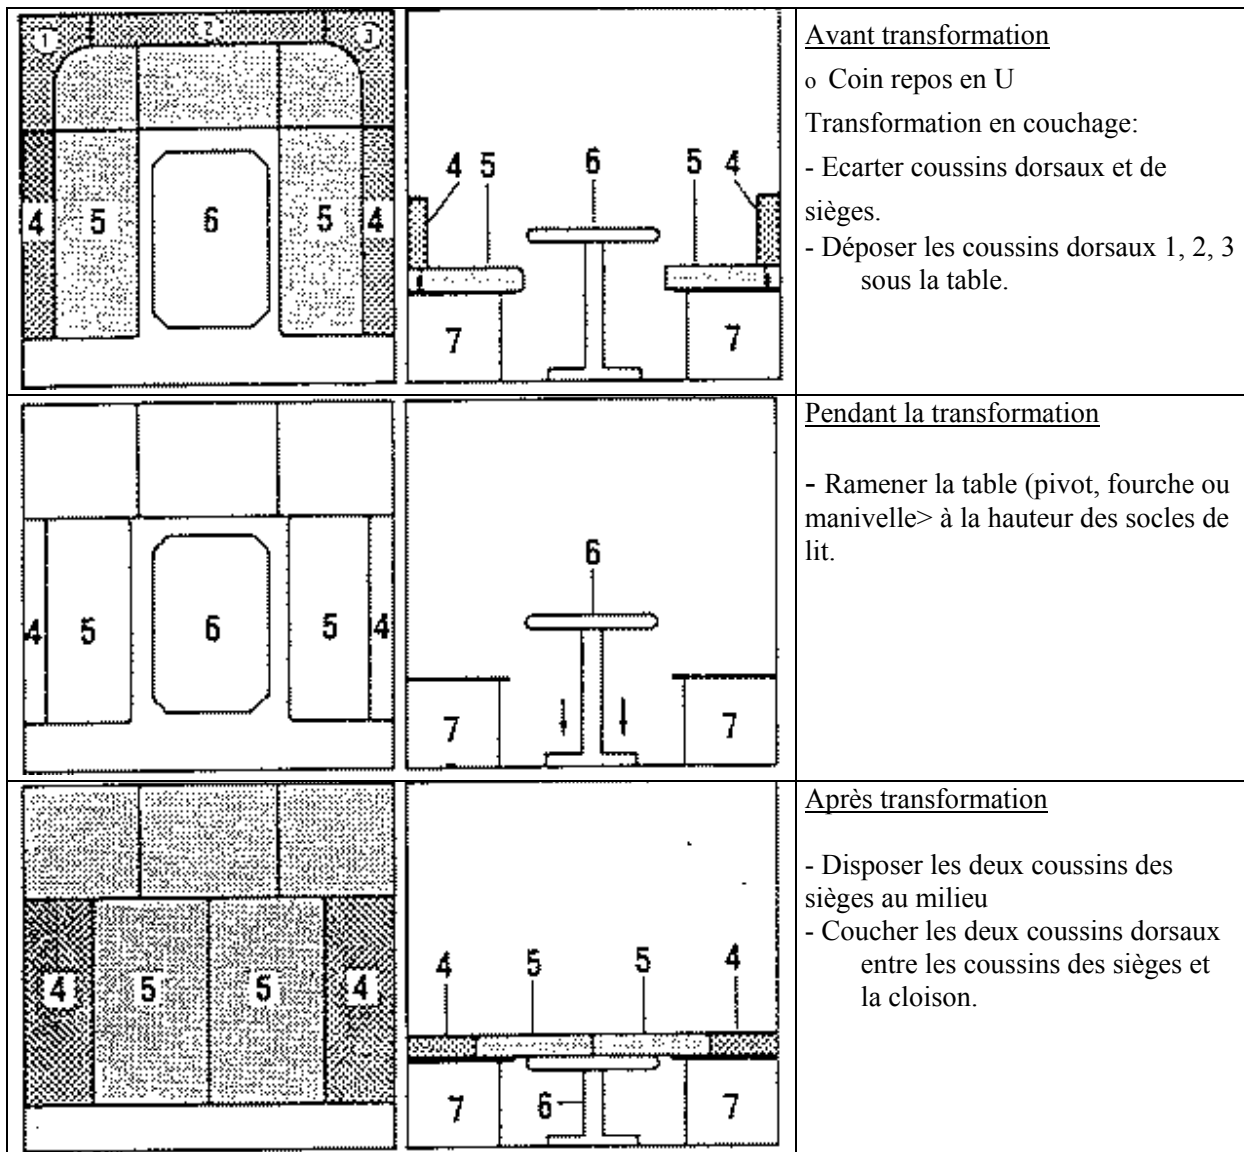 1 2 3
4 5 6 5 4
4 5 6 5 4
7 7
Avant transformation
o Coin repos en U
Transformation en couchage:
- Ecarter coussins dorsaux et de
sièges.
- Déposer les coussins dorsaux 1, 2, 3
sous la table.
4 5 6 5 4
6
7 7
Pendant la transformation
- Ramener la table (pivot, fourche ou
manivelle> à la hauteur des socles de
lit.
4 5 5 4
4 5 5 4
7 6 7
Après transformation
- Disposer les deux coussins des
sièges au milieu
- Coucher les deux coussins dorsaux
entre les coussins des sièges et
la cloison.